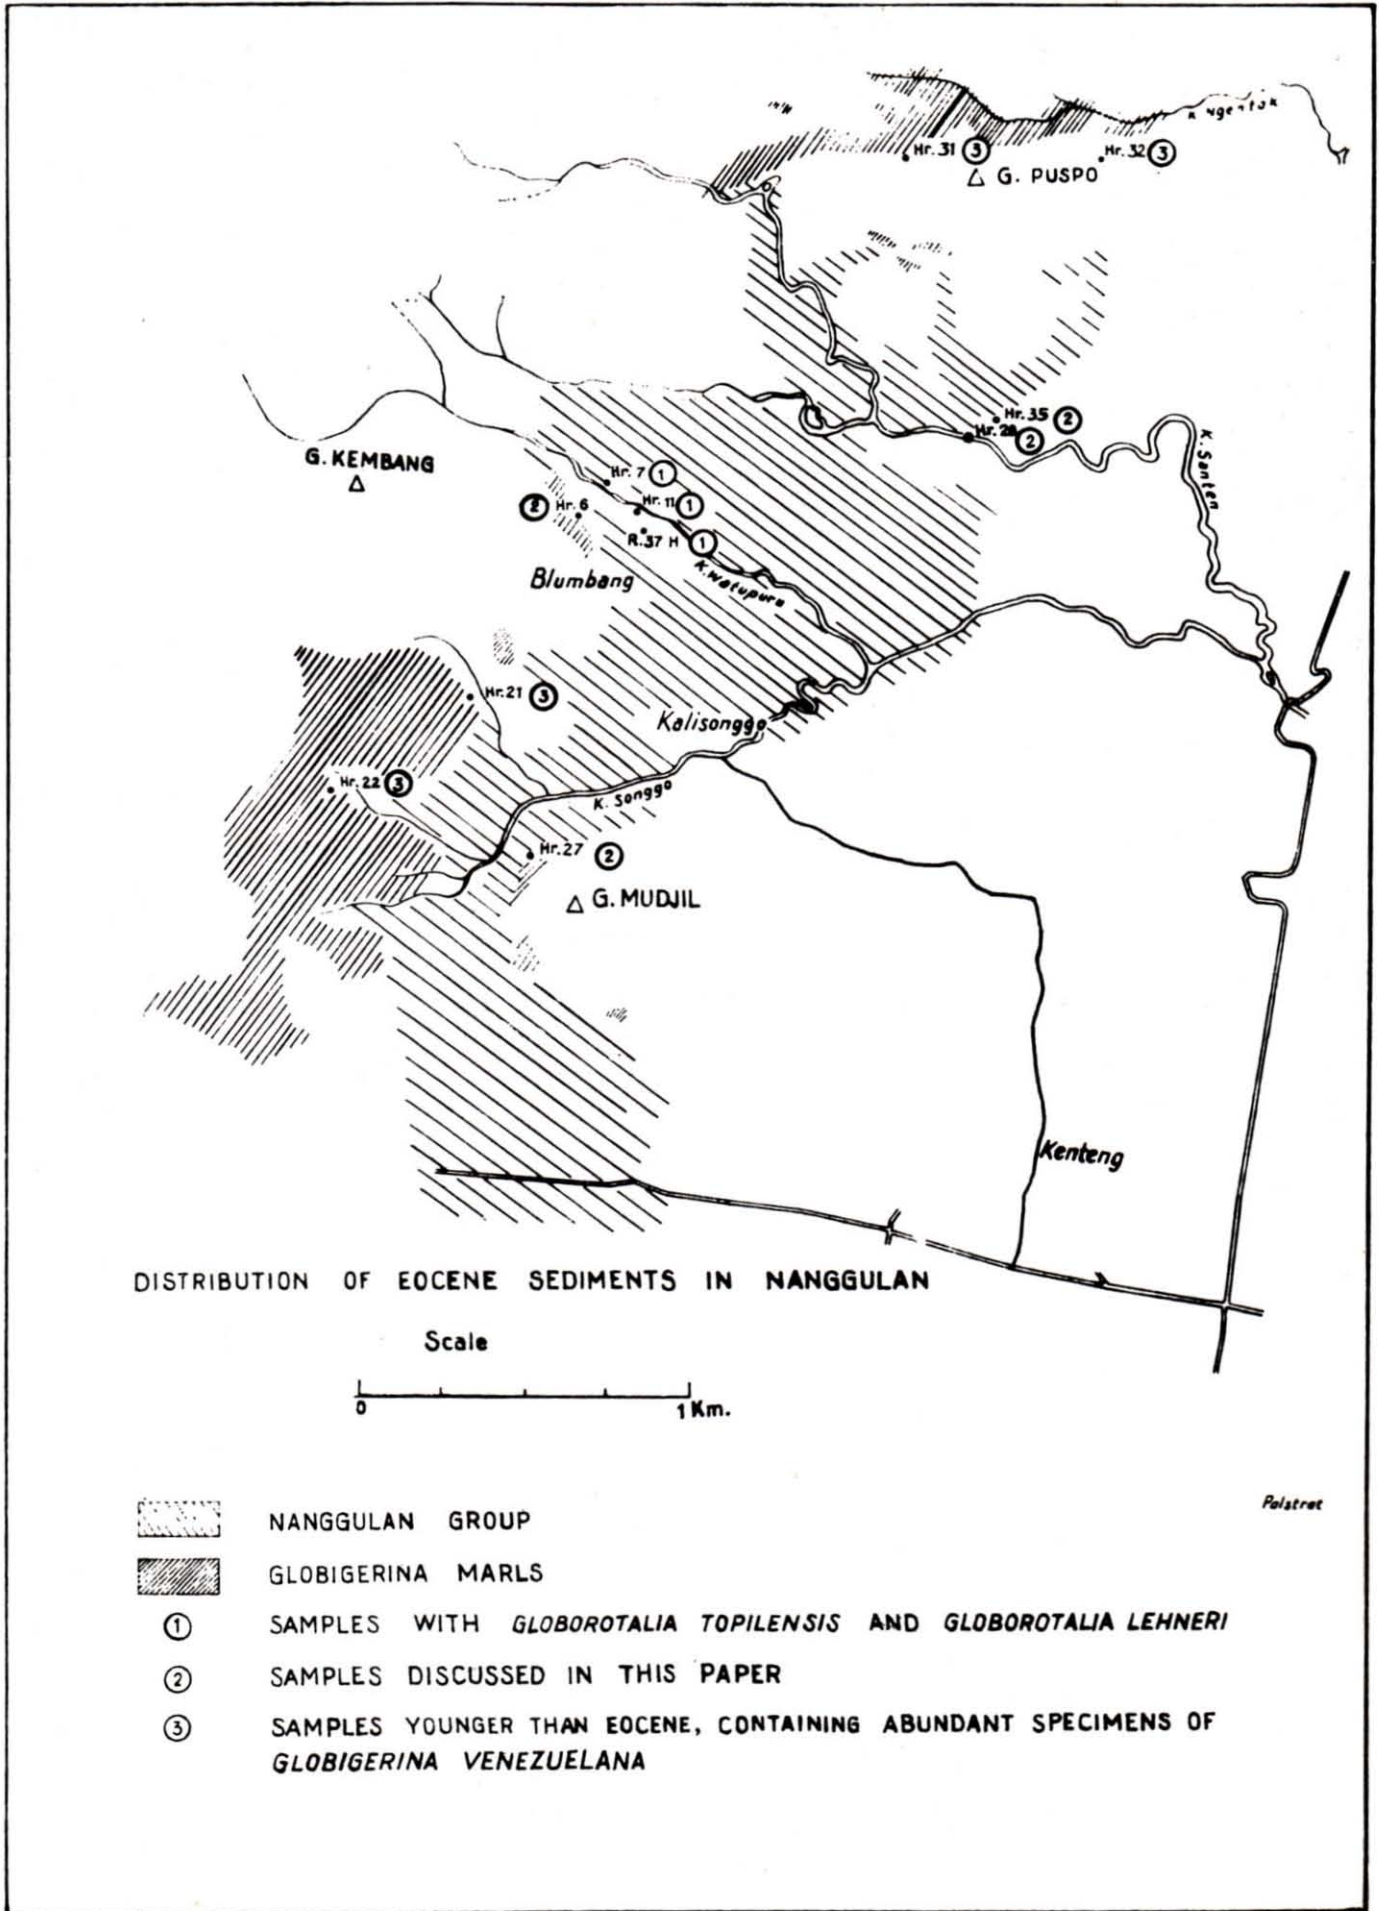 K. Ngentak
Hr. 31 3
Hr. 32 3
G. PUSPO
Hr. 35 2
Hr. 28 2
K. Santen
G. KEMBANG
Hr. 7 1
2 Hr. 6
Hr. 11 1
R. 37 H 1
Blumbang
K. Watupuru
Hr. 21 3
Kalisonggo
Hr. 22 3
K. Songgo
Hr. 27 2
G. MUDJIL
Kenteng
DISTRIBUTION OF EOCENE SEDIMENTS IN NANGGULAN
Scale
0 1 Km.
Palstrat
NANGGULAN GROUP
GLOBIGERINA MARLS
1 SAMPLES WITH GLOBOROTALIA TOPILENSIS AND GLOBOROTALIA LEHNERI
2 SAMPLES DISCUSSED IN THIS PAPER
3 SAMPLES YOUNGER THAN EOCENE, CONTAINING ABUNDANT SPECIMENS OF
GLOBIGERINA VENEZUELANA